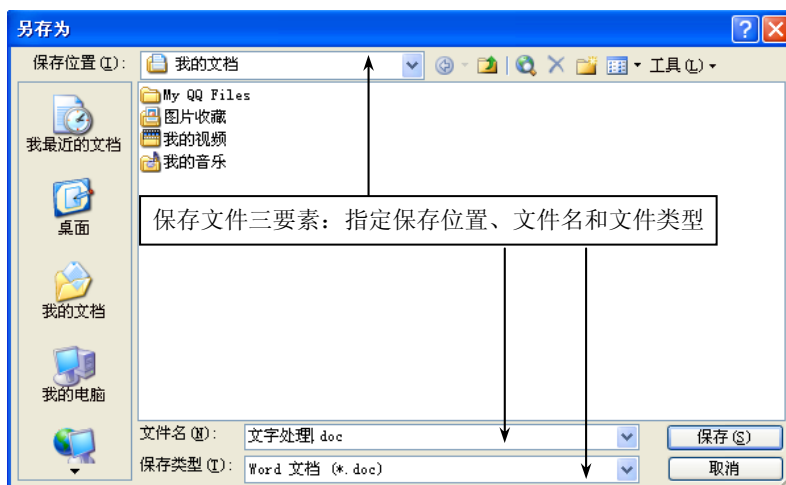 另存为
保存位置(I): 我的文档 工具(L)
My QQ Files
图片收藏
我的视频
我的音乐
我最近的文档
桌面
我的文档
我的电脑
保存文件三要素：指定保存位置、文件名和文件类型
文件名(N): 文字处理.doc 保存(S)
保存类型(T): Word 文档 (*.doc) 取消